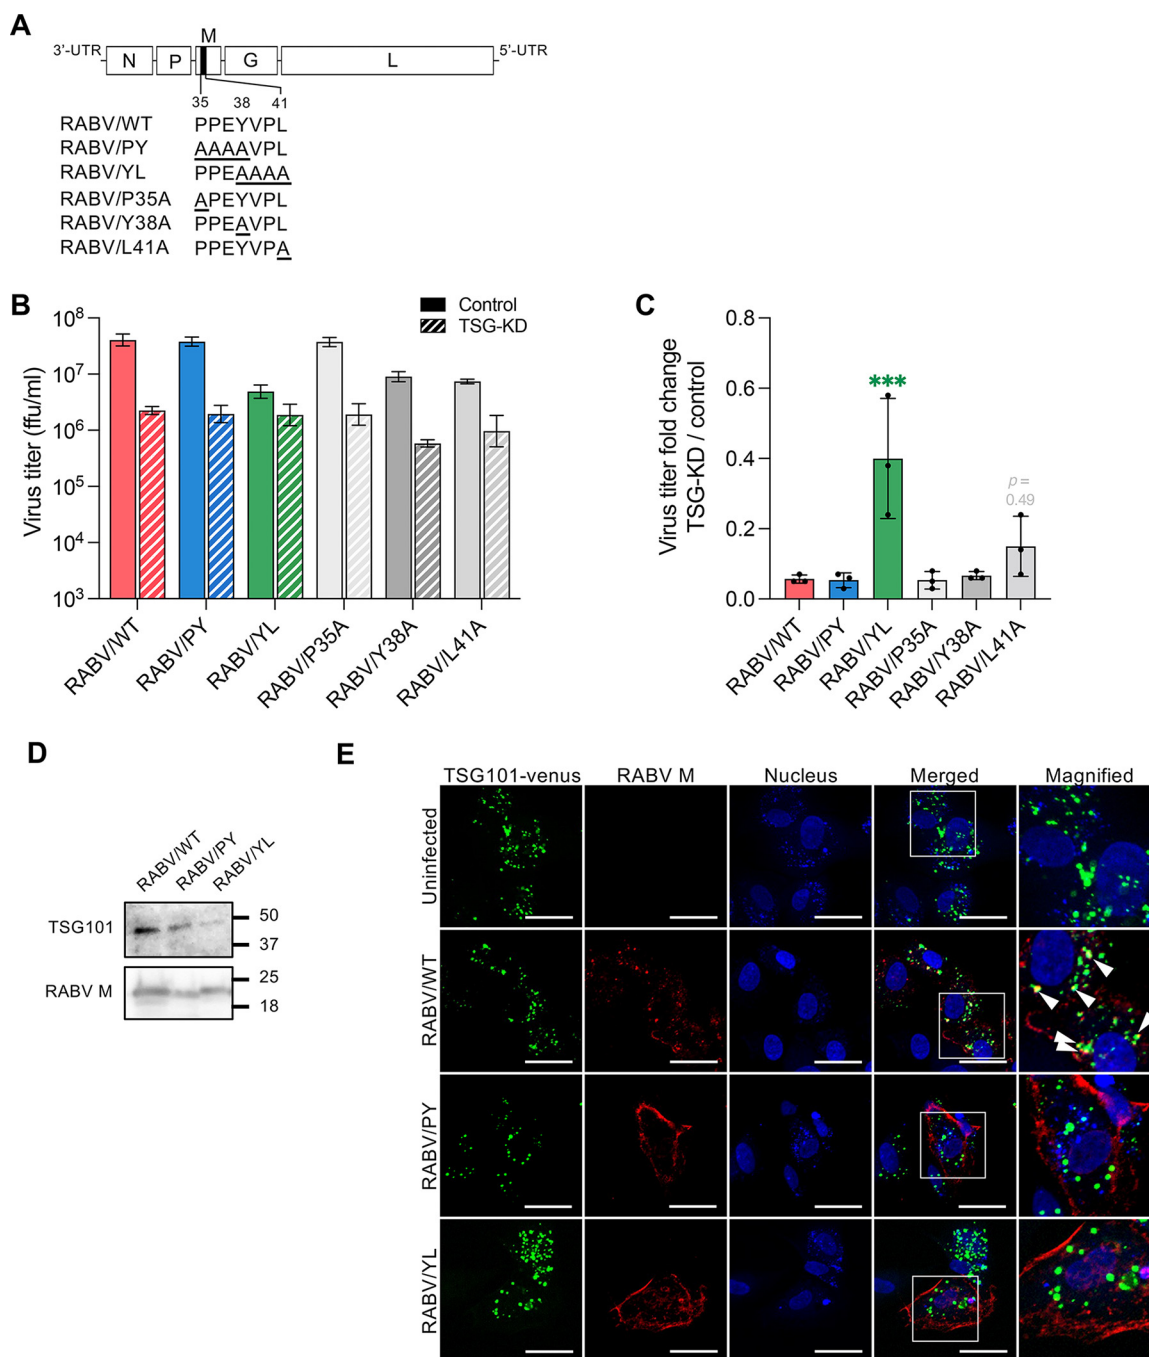 A
3'-UTR N P M G L 5'-UTR
35 38 41
RABV/WT PPEYVPL
RABV/PY AAAAVPL
RABV/YL PPEAAAA
RABV/P35A APEYVPL
RABV/Y38A PPEAVPL
RABV/L41A PPEYVPA
B
Control
TSG-KD
Virus titer (ffu/ml)
10⁸
10⁷
10⁶
10⁵
10⁴
10³
RABV/WT RABV/PY RABV/YL RABV/P35A RABV/Y38A RABV/L41A
C
Virus titer fold change
TSG-KD / control
0.8
0.6
0.4
0.2
0.0
***
p =
0.49
RABV/WT RABV/PY RABV/YL RABV/P35A RABV/Y38A RABV/L41A
D
RABV/WT RABV/PY RABV/YL
TSG101 50
37
RABV M 25
18
E
TSG101-venus RABV M Nucleus Merged Magnified
Uninfected
RABV/WT
RABV/PY
RABV/YL